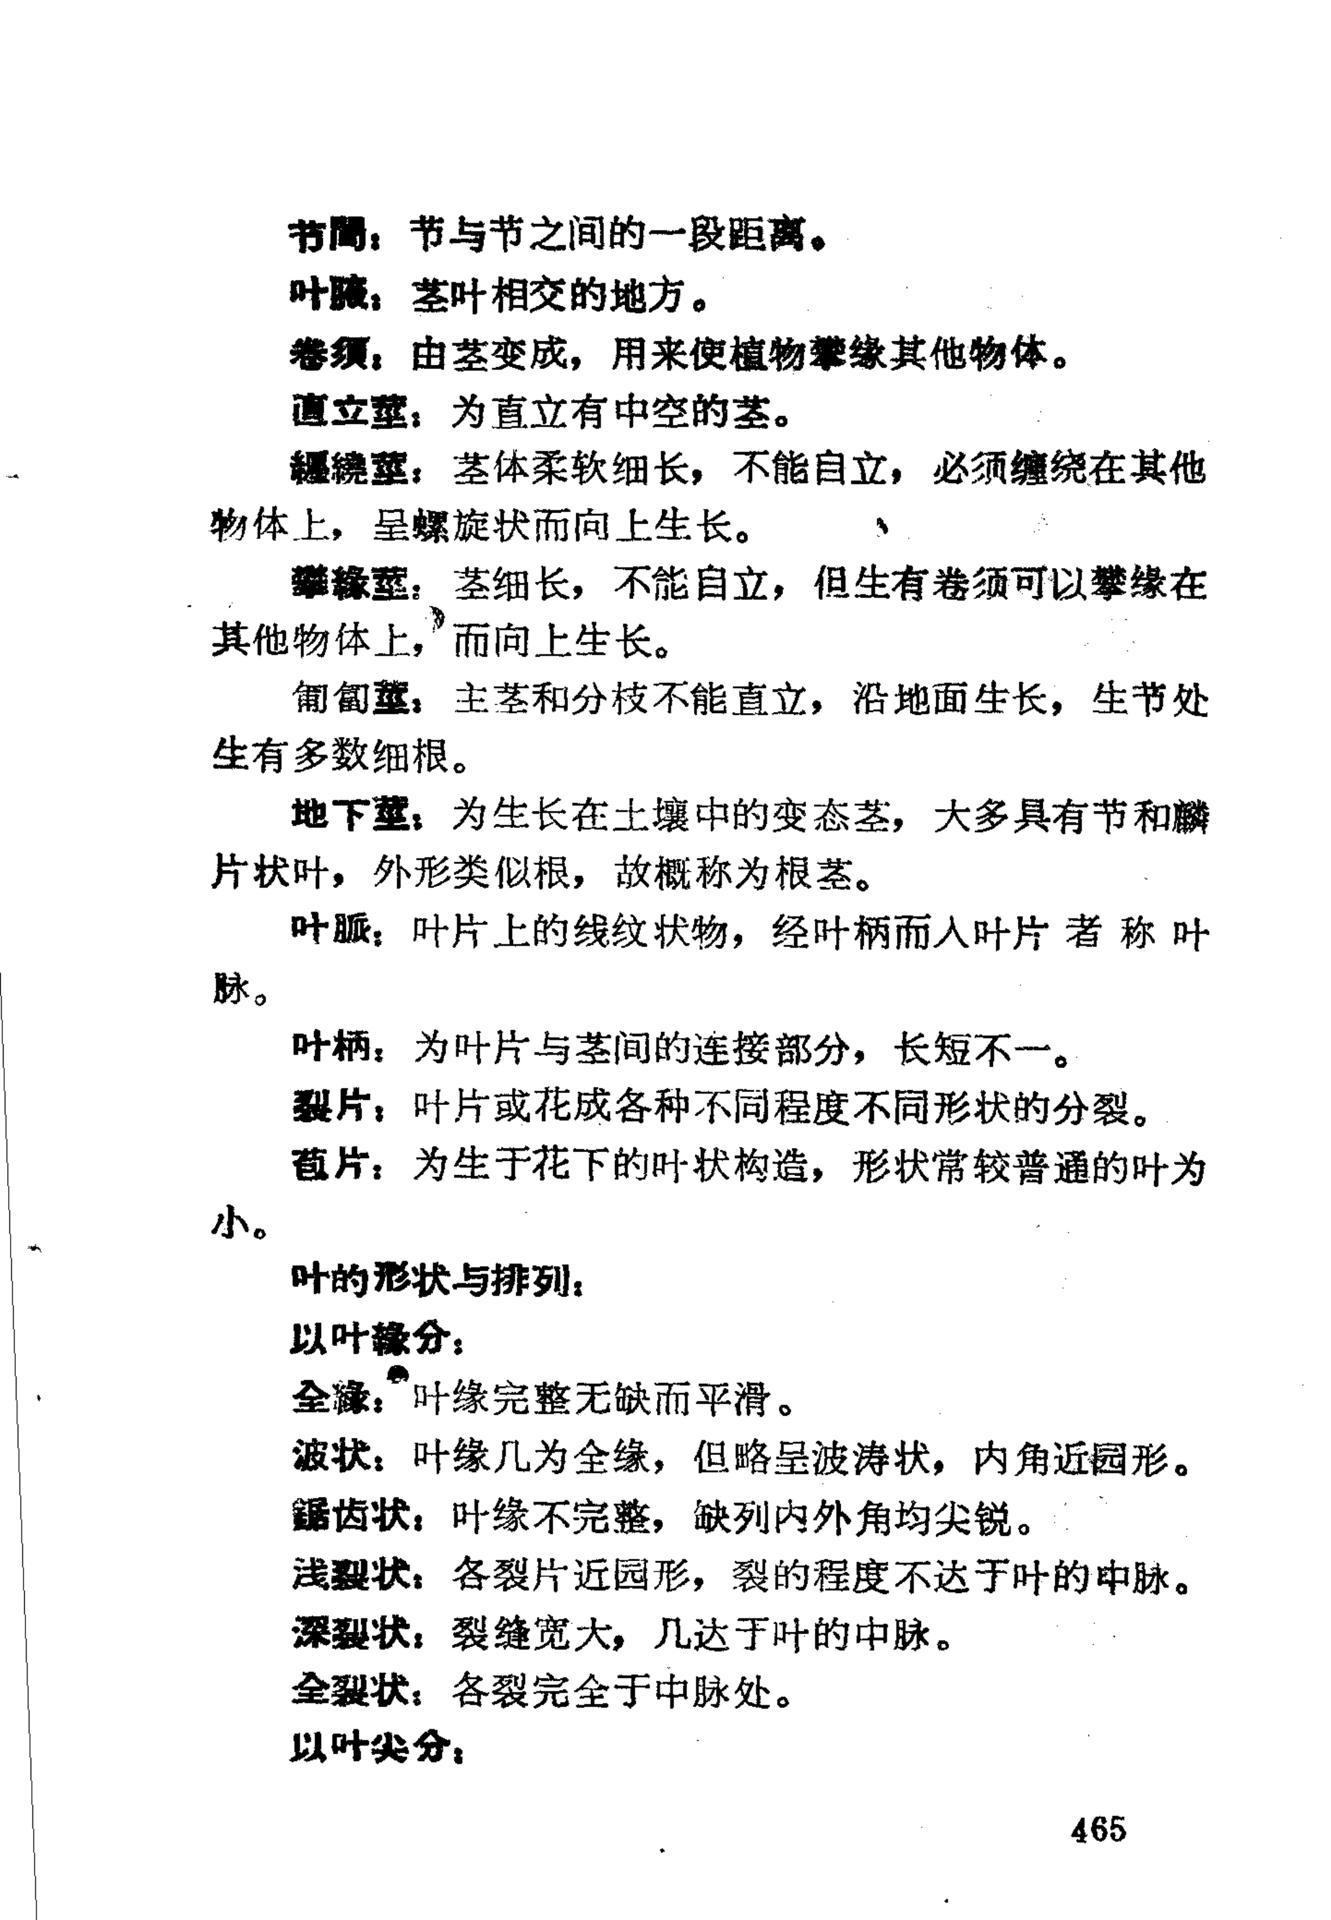 节間：节与节之间的一段距离。
叶腋：茎叶相交的地方。
卷須：由茎变成，用来使植物攀缘其他物体。
直立莖：为直立有中空的茎。
纒繞莖：茎体柔软细长，不能自立，必须缠绕在其他
物体上，呈螺旋状而向上生长。
攀緣莖：茎细长，不能自立，但生有卷须可以攀缘在
其他物体上，而向上生长。
匍匐莖：主茎和分枝不能直立，沿地面生长，生节处
生有多数细根。
地下莖：为生长在土壤中的变态茎，大多具有节和鳞
片状叶，外形类似根，故概称为根茎。
叶脈：叶片上的线纹状物，经叶柄而入叶片者称叶
脉。
叶柄：为叶片与茎间的连接部分，长短不一。
裂片：叶片或花成各种不同程度不同形状的分裂。
苞片：为生于花下的叶状构造，形状常较普通的叶为
小。
叶的形状与排列：
以叶緣分：
全緣：叶缘完整无缺而平滑。
波状：叶缘几为全缘，但略呈波涛状，内角近园形。
鋸齿状：叶缘不完整，缺列内外角均尖锐。
浅裂状：各裂片近园形，裂的程度不达于叶的中脉。
深裂状：裂缝宽大，几达于叶的中脉。
全裂状：各裂完全于中脉处。
以叶尖分：
465